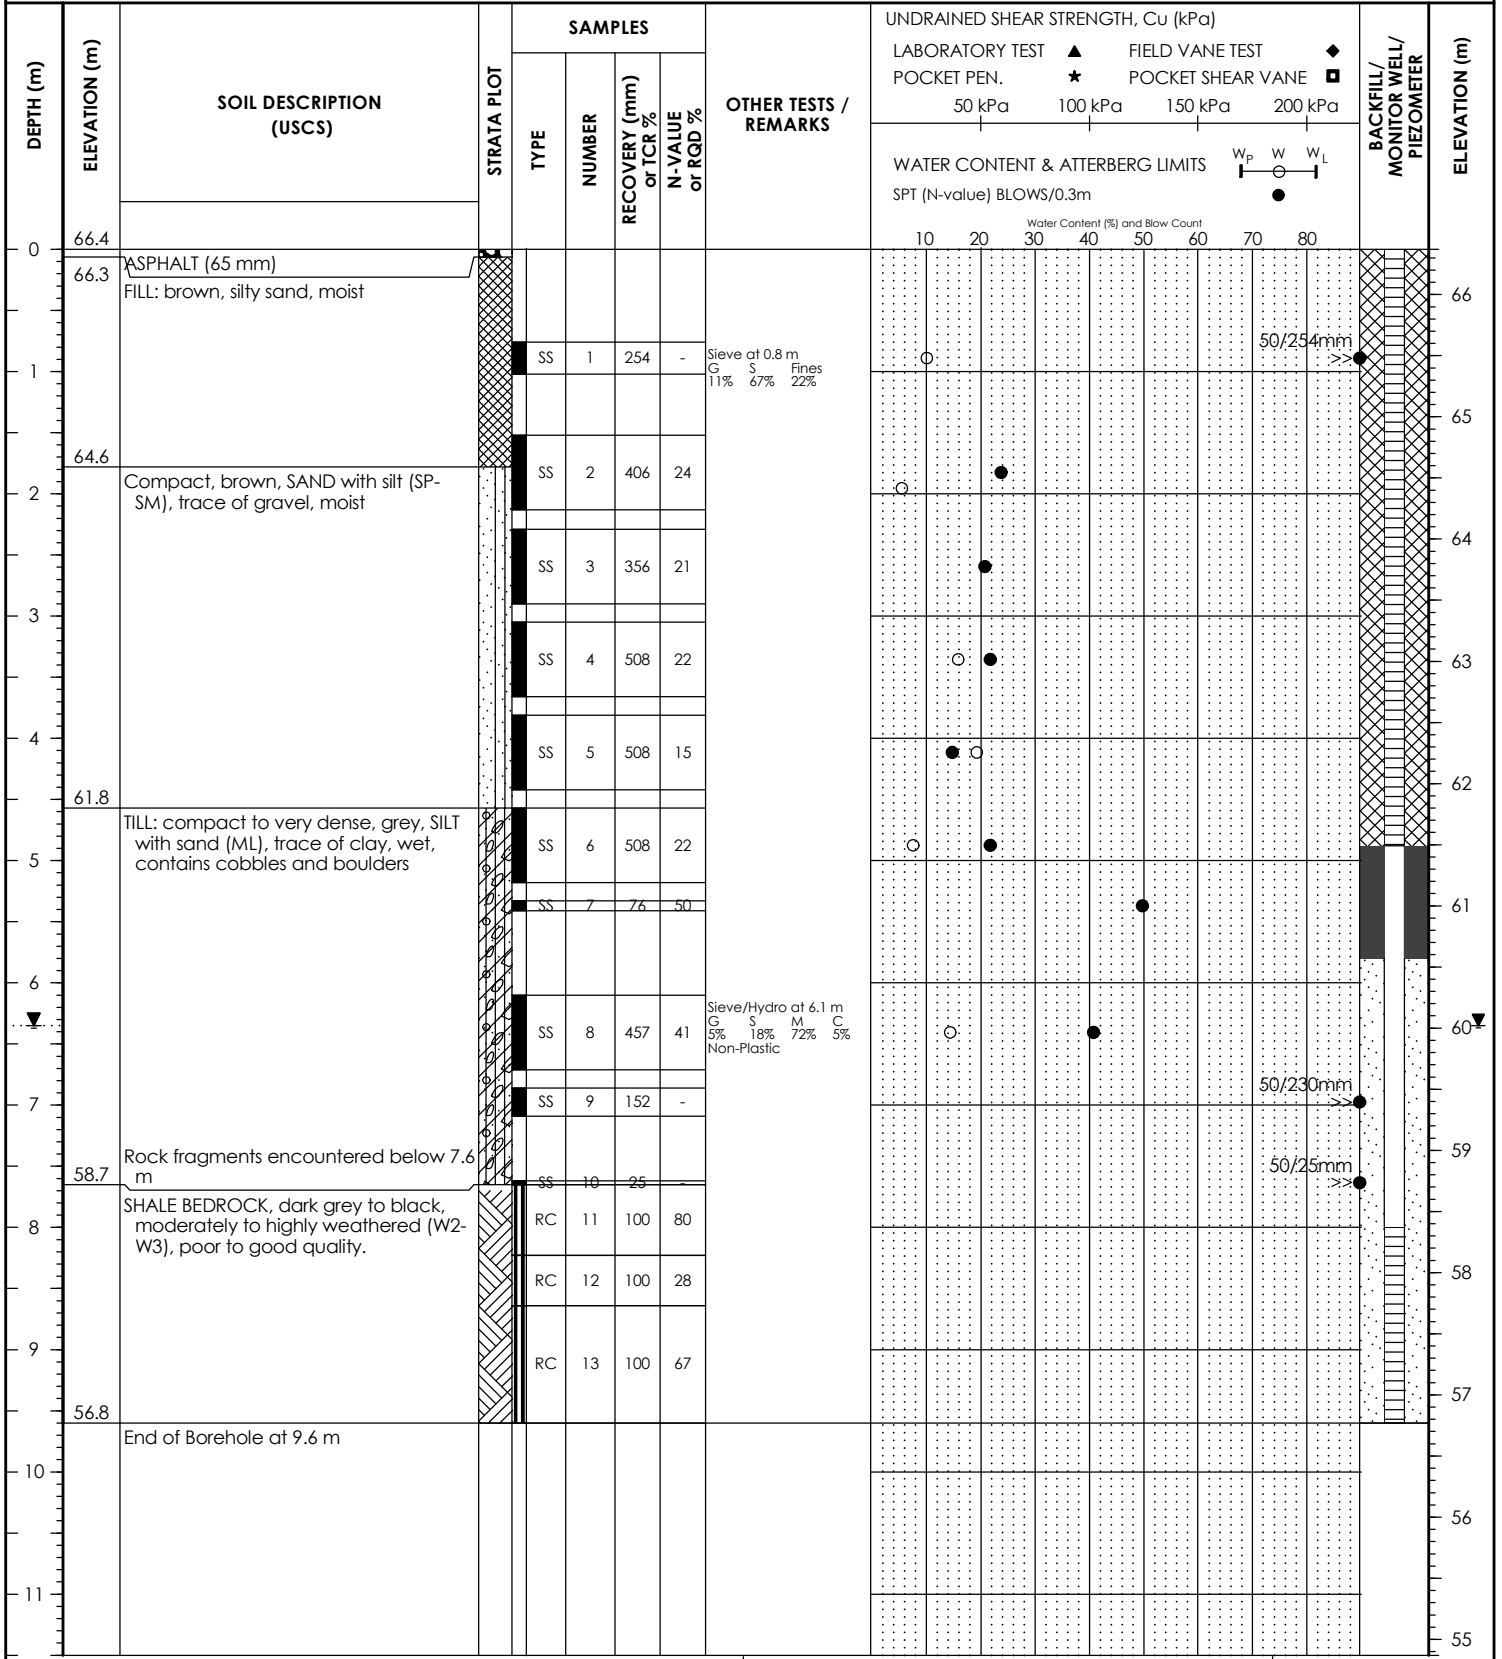 DEPTH (m)
ELEVATION (m)
SOIL DESCRIPTION
(USCS)
STRATA PLOT
SAMPLES
TYPE
NUMBER
RECOVERY (mm)
or TCR %
N-VALUE
or RQD %
OTHER TESTS /
REMARKS
UNDRAINED SHEAR STRENGTH, Cu (kPa)
LABORATORY TEST ▲ FIELD VANE TEST ◆
POCKET PEN. ★ POCKET SHEAR VANE
50 kPa 100 kPa 150 kPa 200 kPa
WATER CONTENT & ATTERBERG LIMITS WP W WL
SPT (N-value) BLOWS/0.3m ●
Water Content (%) and Blow Count
10 20 30 40 50 60 70 80
BACKFILL/
MONITOR WELL/
PIEZOMETER
ELEVATION (m)
0 66.4
66.3 ASPHALT (65 mm)
FILL: brown, silty sand, moist
66
50/254mm
>>
SS 1 254 - Sieve at 0.8 m
G S Fines
11% 67% 22%
1
65
64.6
SS 2 406 24
Compact, brown, SAND with silt (SP-
SM), trace of gravel, moist
2
64
SS 3 356 21
3
SS 4 508 22
63
4
SS 5 508 15
62
61.8
TILL: compact to very dense, grey, SILT
with sand (ML), trace of clay, wet,
contains cobbles and boulders
SS 6 508 22
5
SS 7 76 50
61
6
Sieve/Hydro at 6.1 m
G S M C
5% 18% 72% 5%
Non-Plastic
SS 8 457 41
60
50/230mm
>>
SS 9 152 -
7
59
Rock fragments encountered below 7.6
m
58.7
50/25mm
>>
SS 10 25 -
SHALE BEDROCK, dark grey to black,
moderately to highly weathered (W2-
W3), poor to good quality.
RC 11 100 80
8
58
RC 12 100 28
9
RC 13 100 67
57
56.8
End of Borehole at 9.6 m
10
56
11
55